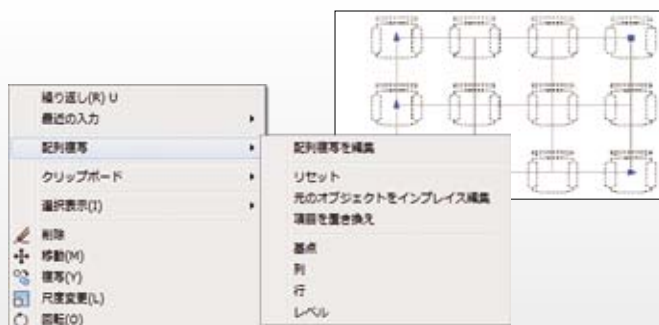 繰り返し(R) U
最近の入力
配列複写
クリップボード
選択表示(I)
削除
移動(M)
複写(Y)
尺度変更(L)
回転(O)
配列複写を編集
リセット
元のオブジェクトをインプレイス編集
項目を置き換え
基点
列
行
レベル